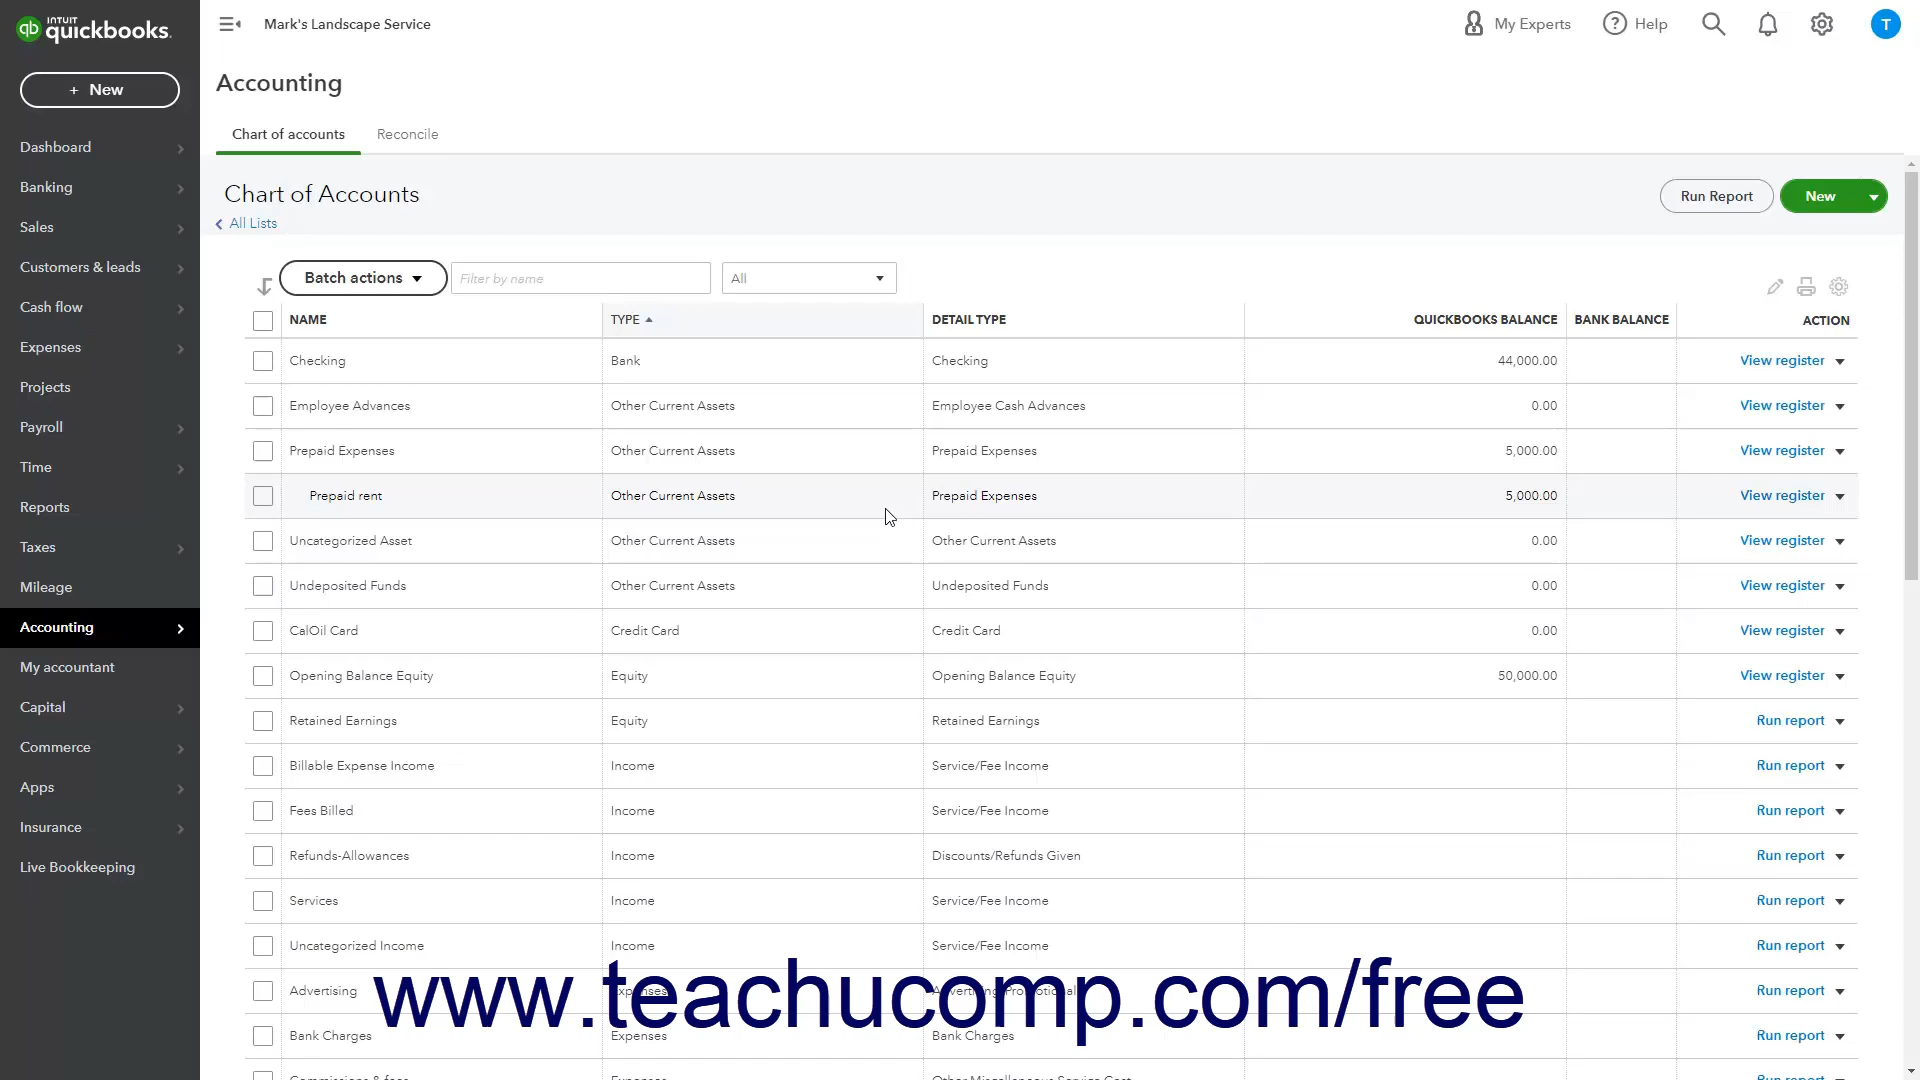 INTUIT
quickbooks.
Mark's Landscape Service
My Experts
Help
T
+ New
Dashboard
Banking
Sales
Customers & leads
Cash flow
Expenses
Projects
Payroll
Time
Reports
Taxes
Mileage
Accounting
My accountant
Capital
Commerce
Apps
Insurance
Live Bookkeeping
Accounting
Chart of accounts Reconcile
Chart of Accounts
All Lists
Run Report New
Batch actions Filter by name All
NAME TYPE DETAIL TYPE QUICKBOOKS BALANCE BANK BALANCE ACTION
Checking Bank Checking 44,000.00 View register
Employee Advances Other Current Assets Employee Cash Advances 0.00 View register
Prepaid Expenses Other Current Assets Prepaid Expenses 5,000.00 View register
Prepaid rent Other Current Assets Prepaid Expenses 5,000.00 View register
Uncategorized Asset Other Current Assets Other Current Assets 0.00 View register
Undeposited Funds Other Current Assets Undeposited Funds 0.00 View register
CalOil Card Credit Card Credit Card 0.00 View register
Opening Balance Equity Equity Opening Balance Equity 50,000.00 View register
Retained Earnings Equity Retained Earnings Run report
Billable Expense Income Income Service/Fee Income Run report
Fees Billed Income Service/Fee Income Run report
Refunds-Allowances Income Discounts/Refunds Given Run report
Services Income Service/Fee Income Run report
Uncategorized Income Income Service/Fee Income Run report
Advertising Expenses Advertising/Promotional Run report
www.teachucomp.com/free
Bank Charges Expenses Bank Charges Run report